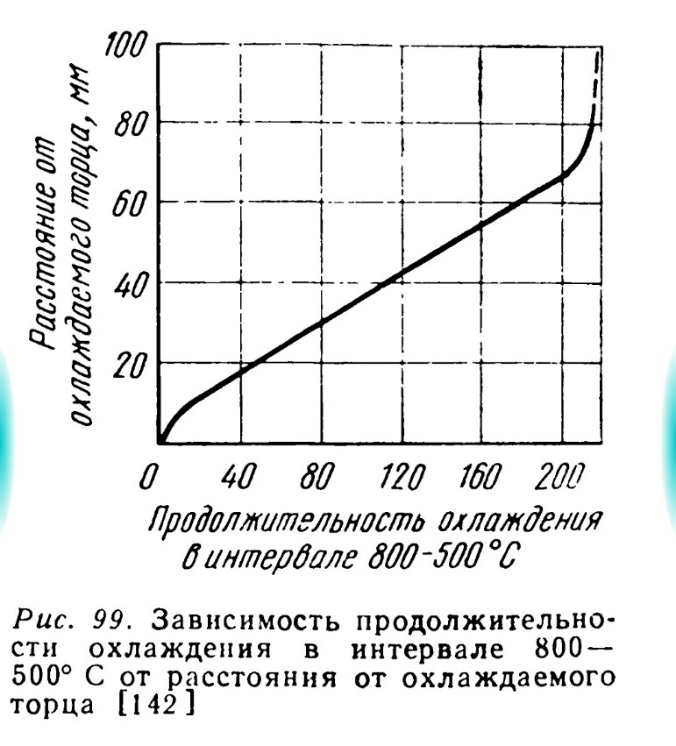 Расстояние от
охлаждаемого торца, мм
100
80
60
40
20
0 40 80 120 160 200
Продолжительность охлаждения
в интервале 800-500°С
Рис. 99. Зависимость продолжительно-
сти охлаждения в интервале 800—
500° С от расстояния от охлаждаемого
торца [142]